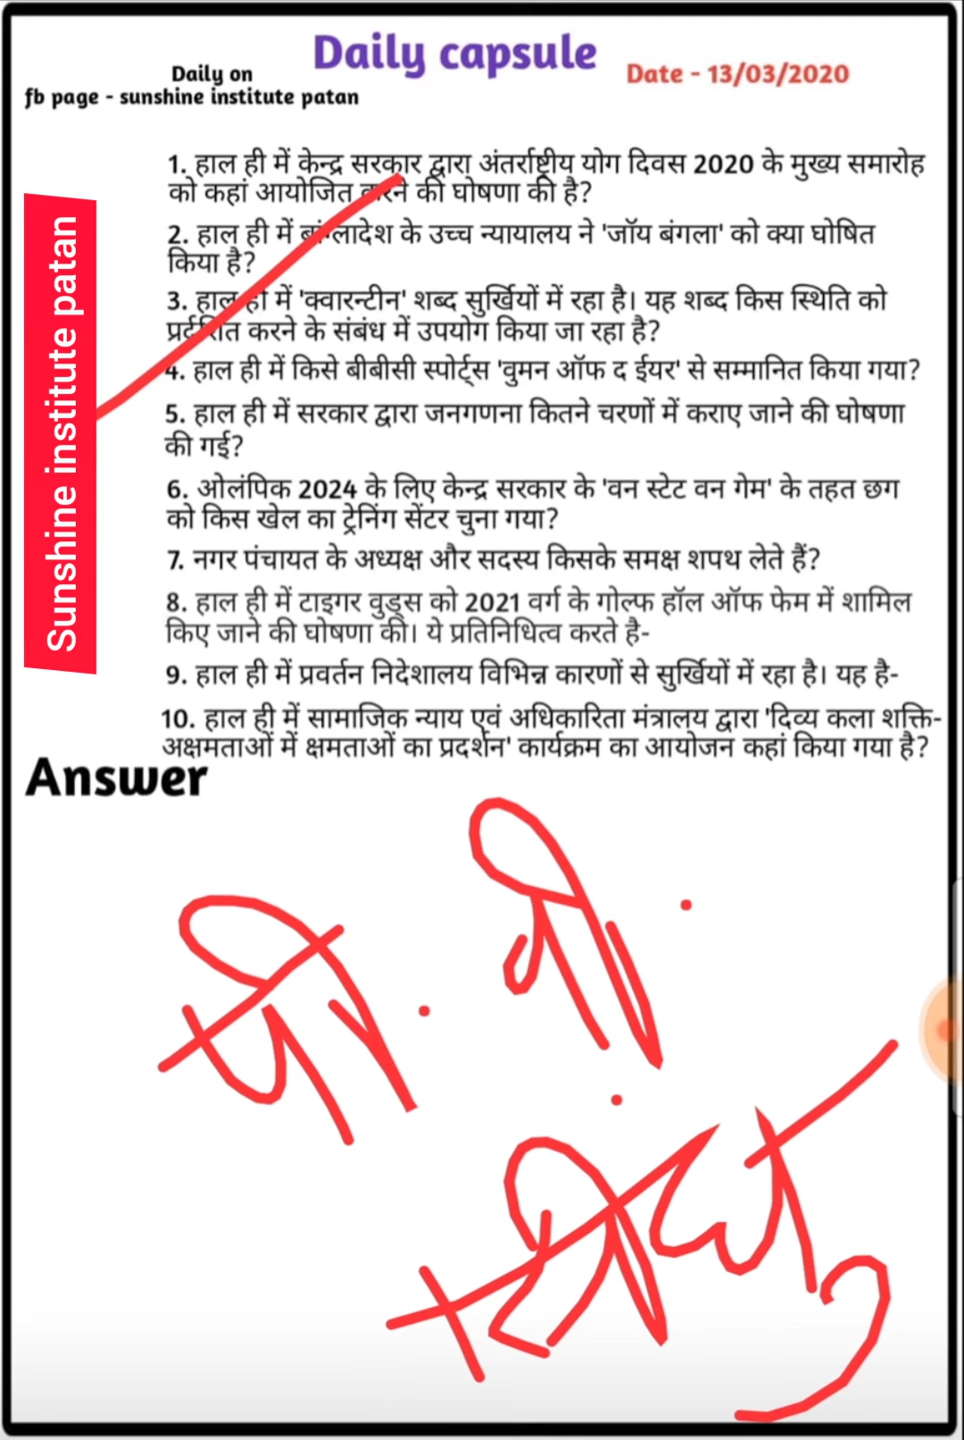 Daily capsule
Daily on
fb page - sunshine institute patan
Date - 13/03/2020
Sunshine institute patan
1. हाल ही में केन्द्र सरकार द्वारा अंतर्राष्ट्रीय योग दिवस 2020 के मुख्य समारोह
को कहां आयोजित करने की घोषणा की है?
2. हाल ही में बांग्लादेश के उच्च न्यायालय ने 'जॉय बंगला' को क्या घोषित
किया है?
3. हाल ही में 'क्वारन्टीन' शब्द सुर्खियों में रहा है। यह शब्द किस स्थिति को
प्रर्दशित करने के संबंध में उपयोग किया जा रहा है?
4. हाल ही में किसे बीबीसी स्पोर्ट्स 'वुमन ऑफ द ईयर' से सम्मानित किया गया?
5. हाल ही में सरकार द्वारा जनगणना कितने चरणों में कराए जाने की घोषणा
की गई?
6. ओलंपिक 2024 के लिए केन्द्र सरकार के 'वन स्टेट वन गेम' के तहत छग
को किस खेल का ट्रेनिंग सेंटर चुना गया?
7. नगर पंचायत के अध्यक्ष और सदस्य किसके समक्ष शपथ लेते हैं?
8. हाल ही में टाइगर वुड्स को 2021 वर्ग के गोल्फ हॉल ऑफ फेम में शामिल
किए जाने की घोषणा की। ये प्रतिनिधित्व करते है-
9. हाल ही में प्रवर्तन निदेशालय विभिन्न कारणों से सुर्खियों में रहा है। यह है-
10. हाल ही में सामाजिक न्याय एवं अधिकारिता मंत्रालय द्वारा 'दिव्य कला शक्ति-
अक्षमताओं में क्षमताओं का प्रदर्शन' कार्यक्रम का आयोजन कहां किया गया है?
Answer
पी. वी.